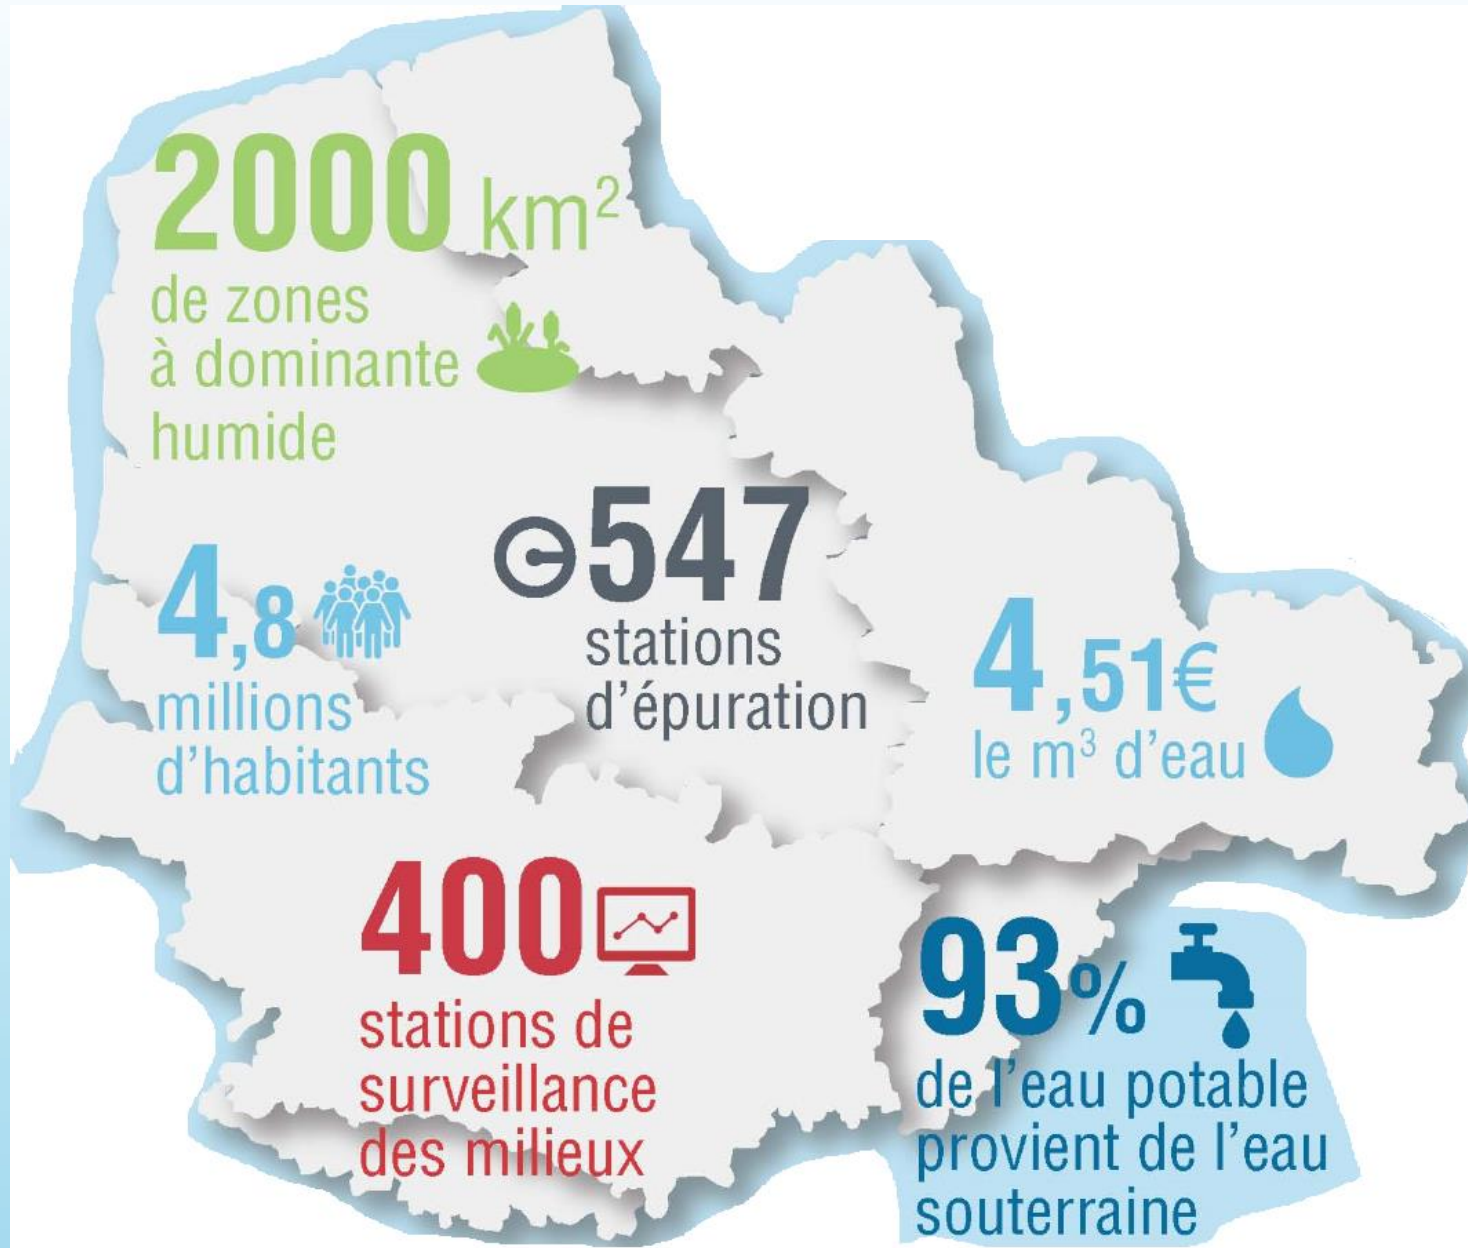 2000 km²
de zones
à dominante
humide
547
stations
d'épuration
4,8
millions
d'habitants
4,51€
le m³ d'eau
400
stations de
surveillance
des milieux
93%
de l'eau potable
provient de l'eau
souterraine